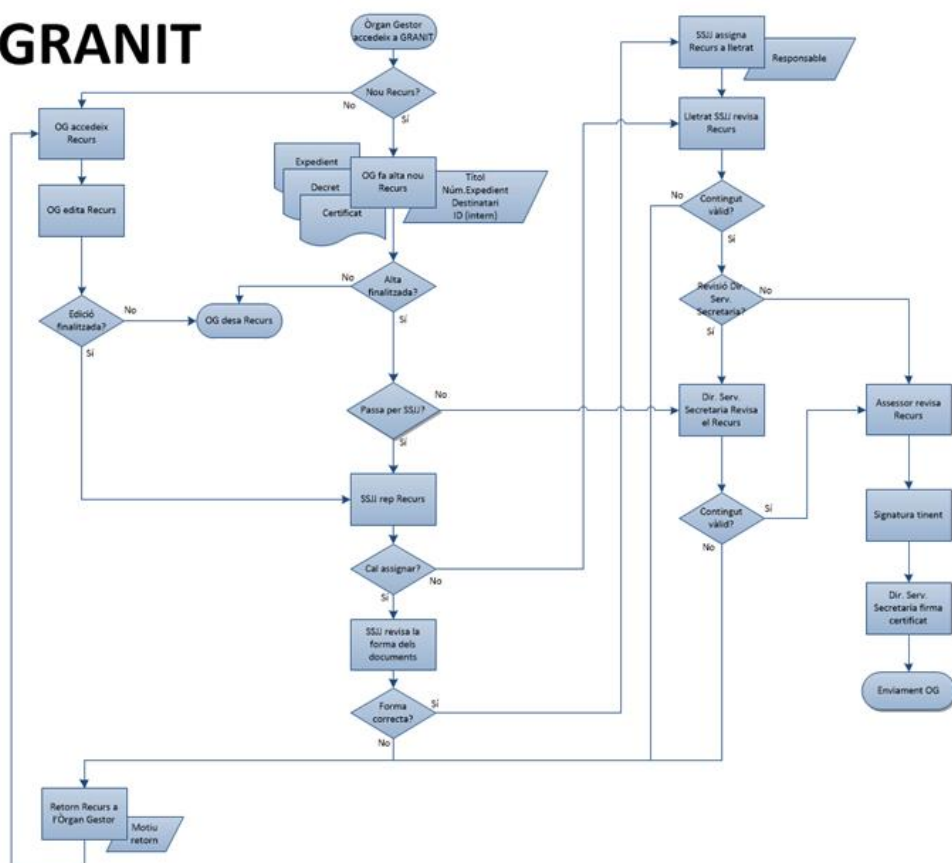 GRANIT
Òrgan Gestor
accedeix a GRANIT
Nou Recurs?
No
Sí
OG accedeix
Recurs
OG edita Recurs
Edició
finalitzada?
No
Sí
OG desa Recurs
Expedient
Decret
Certificat
OG fa alta nou
Recurs
Títol
Núm.Expedient
Destinatari
ID (intern)
Alta
finalitzada?
No
Sí
Passa per SSJJ?
No
Sí
SSJJ rep Recurs
Cal assignar?
No
Sí
SSJJ revisa la
forma dels
documents
Forma
correcta?
Sí
No
Retorn Recurs a
l'Òrgan Gestor
Motiu
retorn
SSJJ assigna
Recurs a lletrat
Responsable
Lletrat SSJJ revisa
Recurs
Contingut
vàlid?
No
Sí
Revisió Dir.
Serv.
Secretaria?
No
Sí
Dir. Serv.
Secretaria Revisa
el Recurs
Contingut
vàlid?
Sí
No
Assessor revisa
Recurs
Signatura tinent
Dir. Serv.
Secretaria firma
certificat
Enviament OG